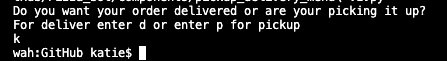 Do you want your order delivered or are your picking it up?
For deliver enter d or enter p for pickup
k
wah:GitHub katie$